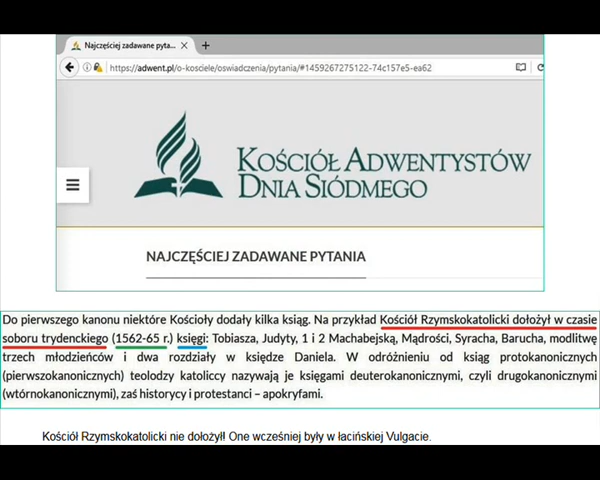 Najczęściej zadawane pyta...
https://adwent.pl/o-kosciele/oswiadczenia/pytania/#1459267275122-74c157e5-ea62
KOŚCIÓŁ ADWENTYSTÓW
DNIA SIÓDMEGO
NAJCZĘŚCIEJ ZADAWANE PYTANIA
Do pierwszego kanonu niektóre Kościoły dodały kilka ksiąg. Na przykład Kościół Rzymskokatolicki dołożył w czasie
soboru trydenckiego (1562-65 r.) księgi: Tobiasza, Judyty, 1 i 2 Machabejską, Mądrości, Syracha, Barucha, modlitwę
trzech młodzieńców i dwa rozdziały w księdze Daniela. W odróżnieniu od ksiąg protokanonicznych
(pierwszokanonicznych) teolodzy katoliccy nazywają je księgami deuterokanonicznymi, czyli drugokanonicznymi
(wtórnokanonicznymi), zaś historycy i protestanci – apokryfami.
Kościół Rzymskokatolicki nie dołożył! One wcześniej były w łacińskiej Vulgacie.